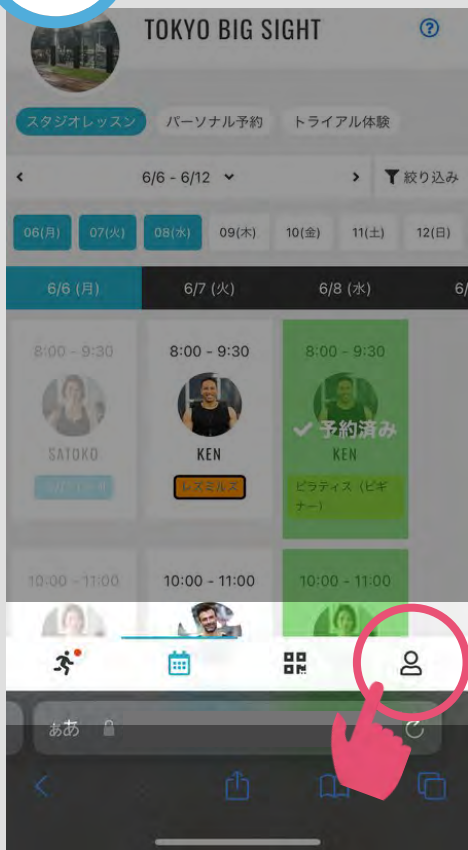 TOKYO BIG SIGHT
スタジオレッスン パーソナル予約 トライアル体験
6/6 - 6/12 絞り込み
06(月) 07(火) 08(水) 09(木) 10(金) 11(土) 12(日)
6/6 (月) 6/7 (火) 6/8 (水) 6/
8:00 - 9:30 8:00 - 9:30 8:00 - 9:30
予約済み
SATOKO KEN KEN
レズミルズ ピラティス（ビギ
ナー）
10:00 - 11:00 10:00 - 11:00 10:00 - 11:00
ぁあ